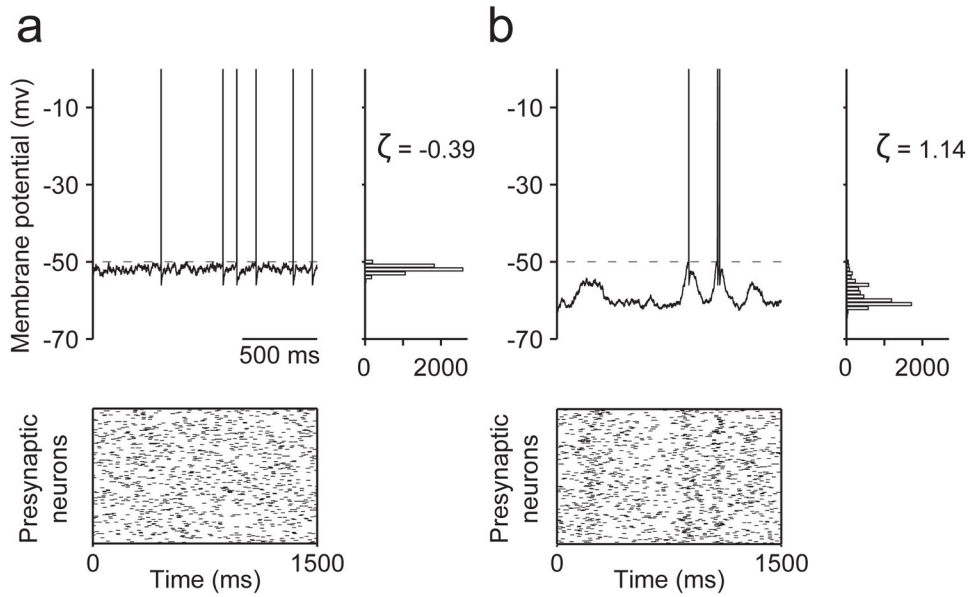 a
b
Membrane potential (mv)
-10
-30
-50
-70
500 ms
ζ = -0.39
0
2000
-10
-30
-50
-70
ζ = 1.14
0
2000
Presynaptic
neurons
0
1500
Time (ms)
Presynaptic
neurons
0
1500
Time (ms)